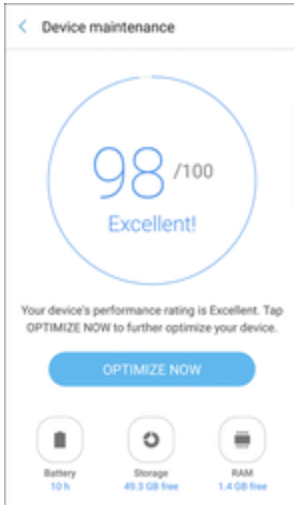 Device maintenance
98 /100
Excellent!
Your device's performance rating is Excellent. Tap
OPTIMIZE NOW to further optimize your device.
OPTIMIZE NOW
Battery Storage RAM
10 h 49.3 GB free 1.4 GB free